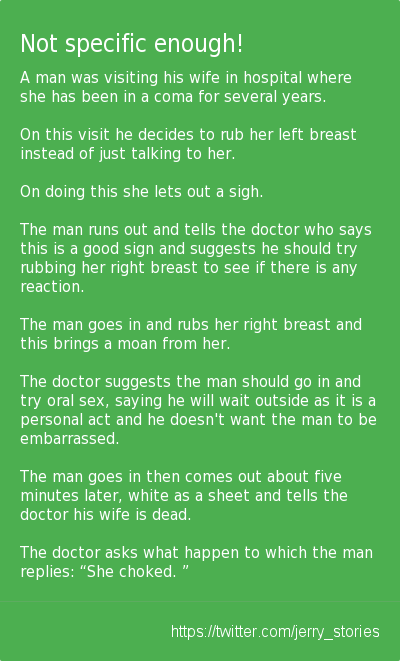 Not specific enough!
A man was visiting his wife in hospital where
she has been in a coma for several years.
On this visit he decides to rub her left breast
instead of just talking to her.
On doing this she lets out a sigh.
The man runs out and tells the doctor who says
this is a good sign and suggests he should try
rubbing her right breast to see if there is any
reaction.
The man goes in and rubs her right breast and
this brings a moan from her.
The doctor suggests the man should go in and
try oral sex, saying he will wait outside as it is a
personal act and he doesn't want the man to be
embarrassed.
The man goes in then comes out about five
minutes later, white as a sheet and tells the
doctor his wife is dead.
The doctor asks what happen to which the man
replies: “She choked. ”
https://twitter.com/jerry_stories